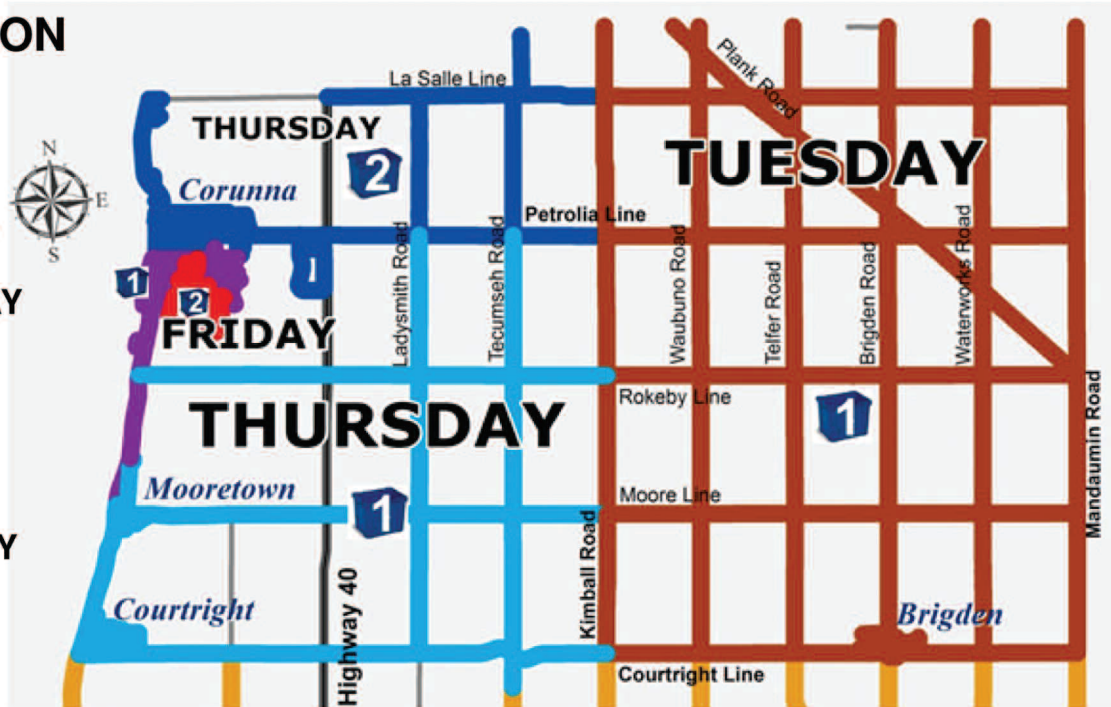 ON
La Salle Line
Plank Road
THURSDAY
2
TUESDAY
N
E
S
Corunna
Petrolia Line
1
2
1
AY
FRIDAY
Ladysmith Road
Tecumseh Road
Waubuno Road
Telfer Road
Brigden Road
Waterworks Road
Rokeby Line
THURSDAY
1
Mandaumin Road
Mooretown
1
Moore Line
Y
Kimball Road
Highway 40
Courtright
Brigden
Courtright Line